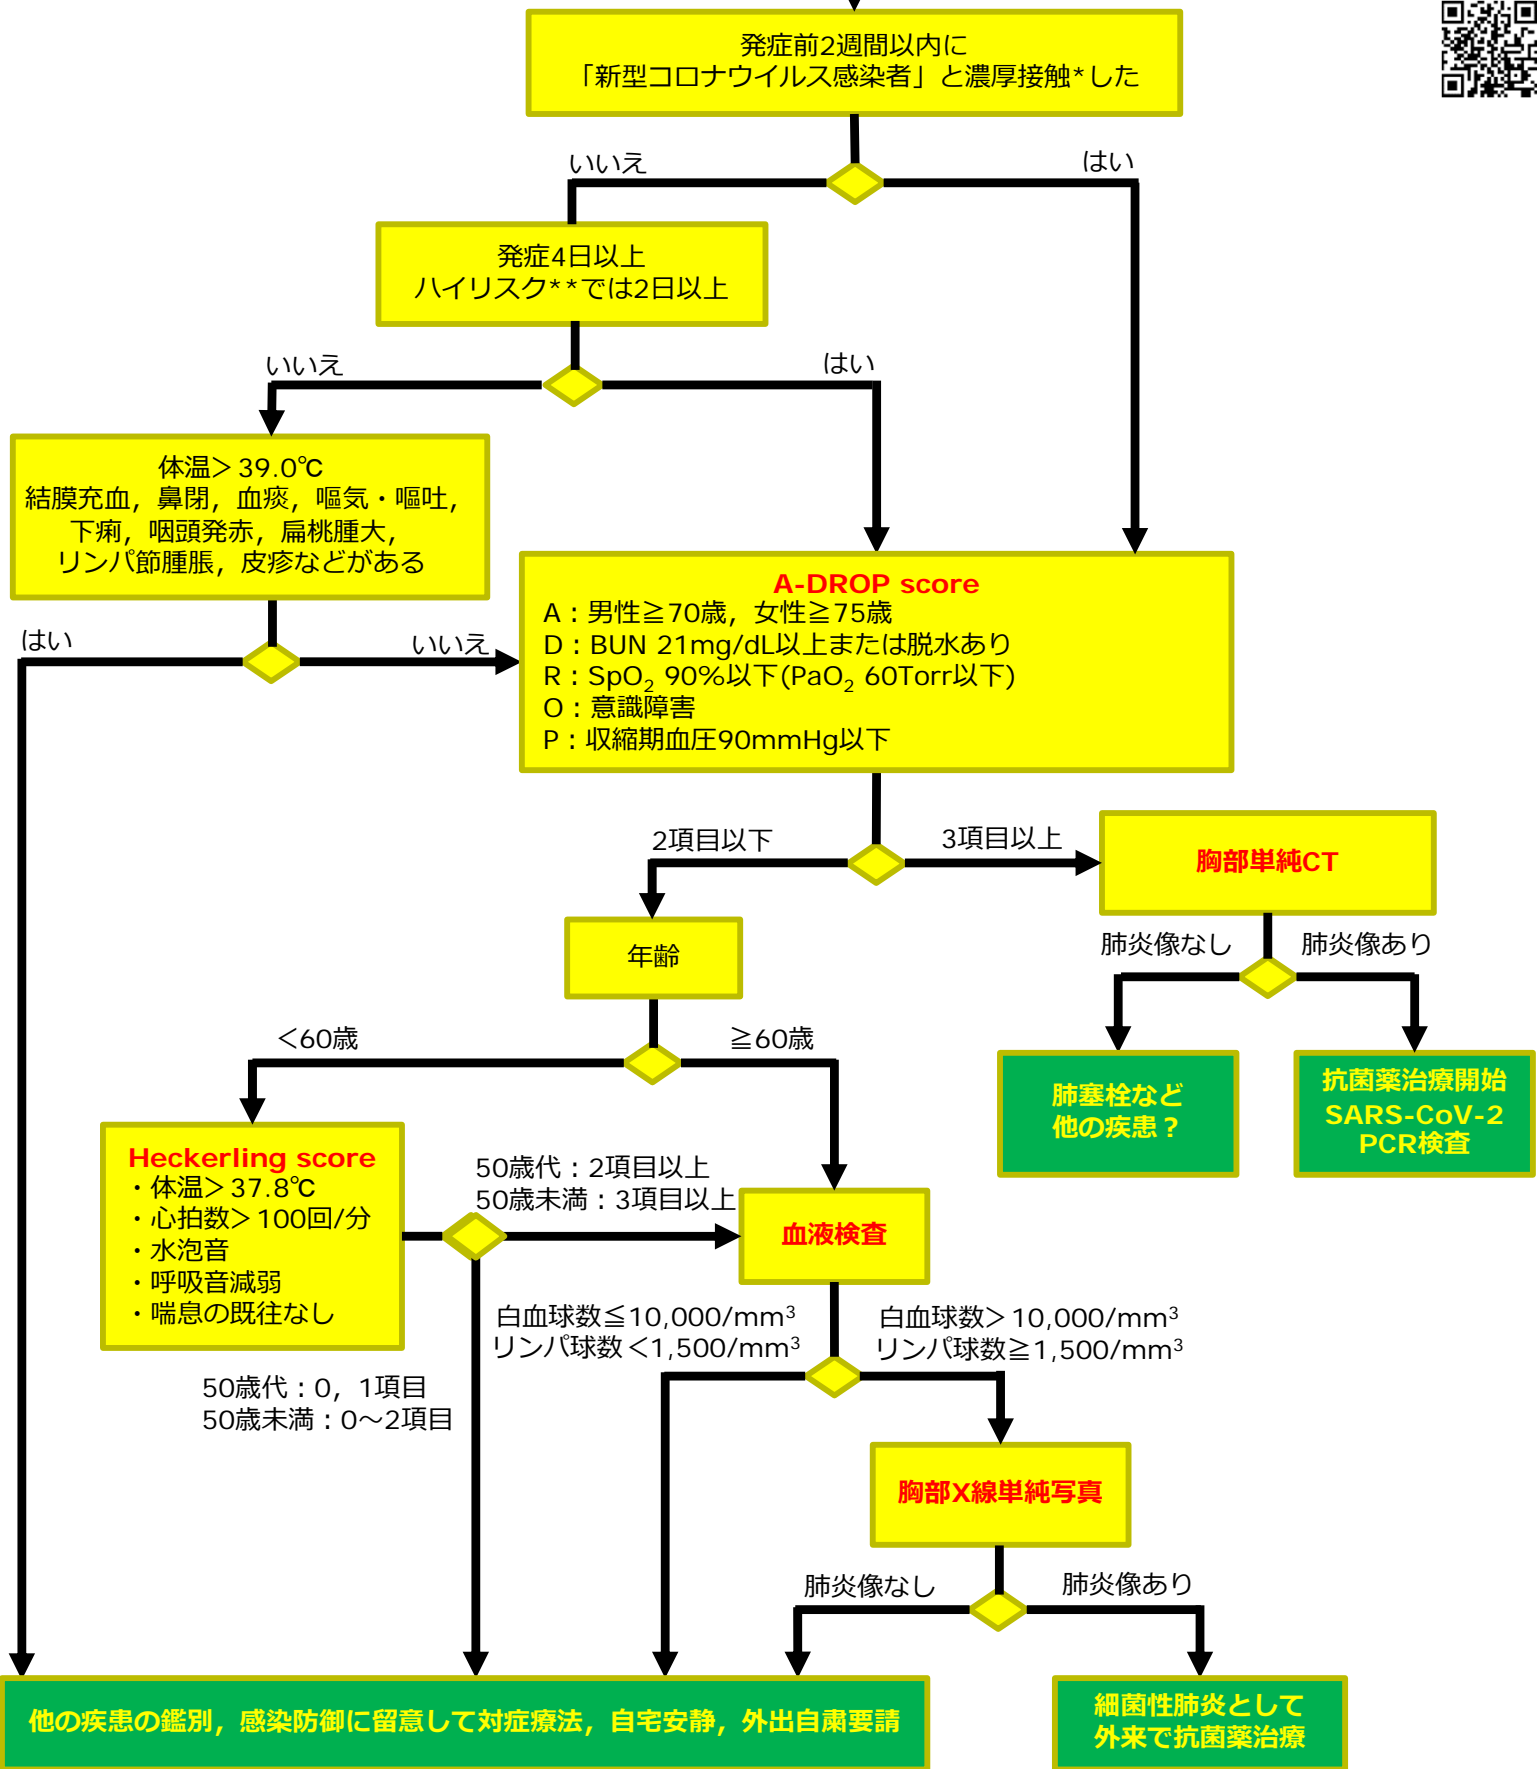 発症前2週間以内に
「新型コロナウイルス感染者」と濃厚接触*した
いいえ
はい
発症4日以上
ハイリスク**では2日以上
いいえ
はい
体温＞39.0℃
結膜充血，鼻閉，血痰，嘔気・嘔吐，
下痢，咽頭発赤，扁桃腫大，
リンパ節腫脹，皮疹などがある
はい
いいえ
A-DROP score
A：男性≧70歳，女性≧75歳
D：BUN 21mg/dL以上または脱水あり
R：SpO₂ 90%以下(PaO₂ 60Torr以下)
O：意識障害
P：収縮期血圧90mmHg以下
2項目以下
3項目以上
胸部単純CT
肺炎像なし
肺炎像あり
年齢
＜60歳
≧60歳
肺塞栓など
他の疾患？
抗菌薬治療開始
SARS-CoV-2
PCR検査
Heckerling score
・体温＞37.8℃
・心拍数＞100回/分
・水泡音
・呼吸音減弱
・喘息の既往なし
50歳代：2項目以上
50歳未満：3項目以上
血液検査
白血球数≦10,000/mm³
リンパ球数＜1,500/mm³
白血球数＞10,000/mm³
リンパ球数≧1,500/mm³
50歳代：0，1項目
50歳未満：0～2項目
胸部X線単純写真
肺炎像なし
肺炎像あり
他の疾患の鑑別，感染防御に留意して対症療法，自宅安静，外出自粛要請
細菌性肺炎として
外来で抗菌薬治療